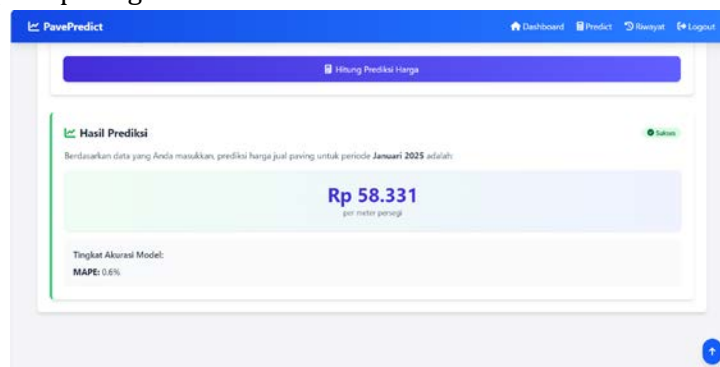 PavePredict
Dashboard Predict Riwayat Logout
Hitung Prediksi Harga
Hasil Prediksi
Sukses
Berdasarkan data yang Anda masukkan, prediksi harga jual paving untuk periode Januari 2025 adalah:
Rp 58.331
per meter persegi
Tingkat Akurasi Model:
MAPE: 0.6%